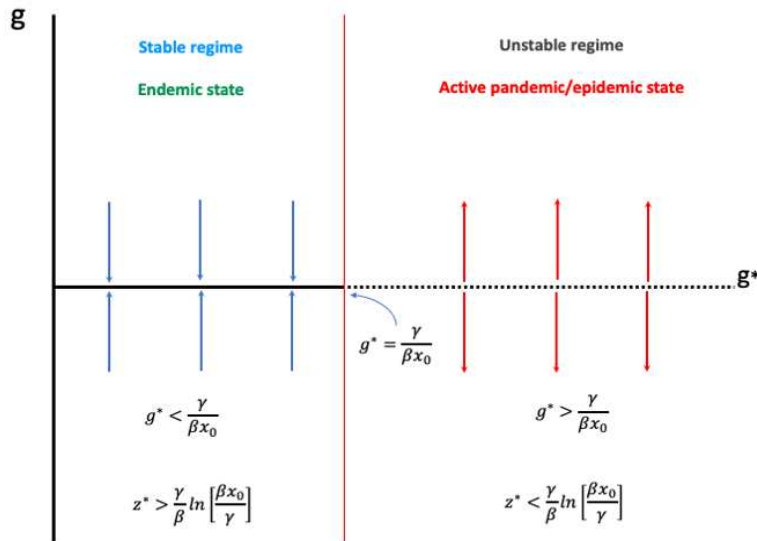 g
Stable regime
Unstable regime
Endemic state
Active pandemic/epidemic state
g*
g* = γ/(βx₀)
g* < γ/(βx₀)
g* > γ/(βx₀)
z* > γ/β ln [βx₀/γ]
z* < γ/β ln [βx₀/γ]